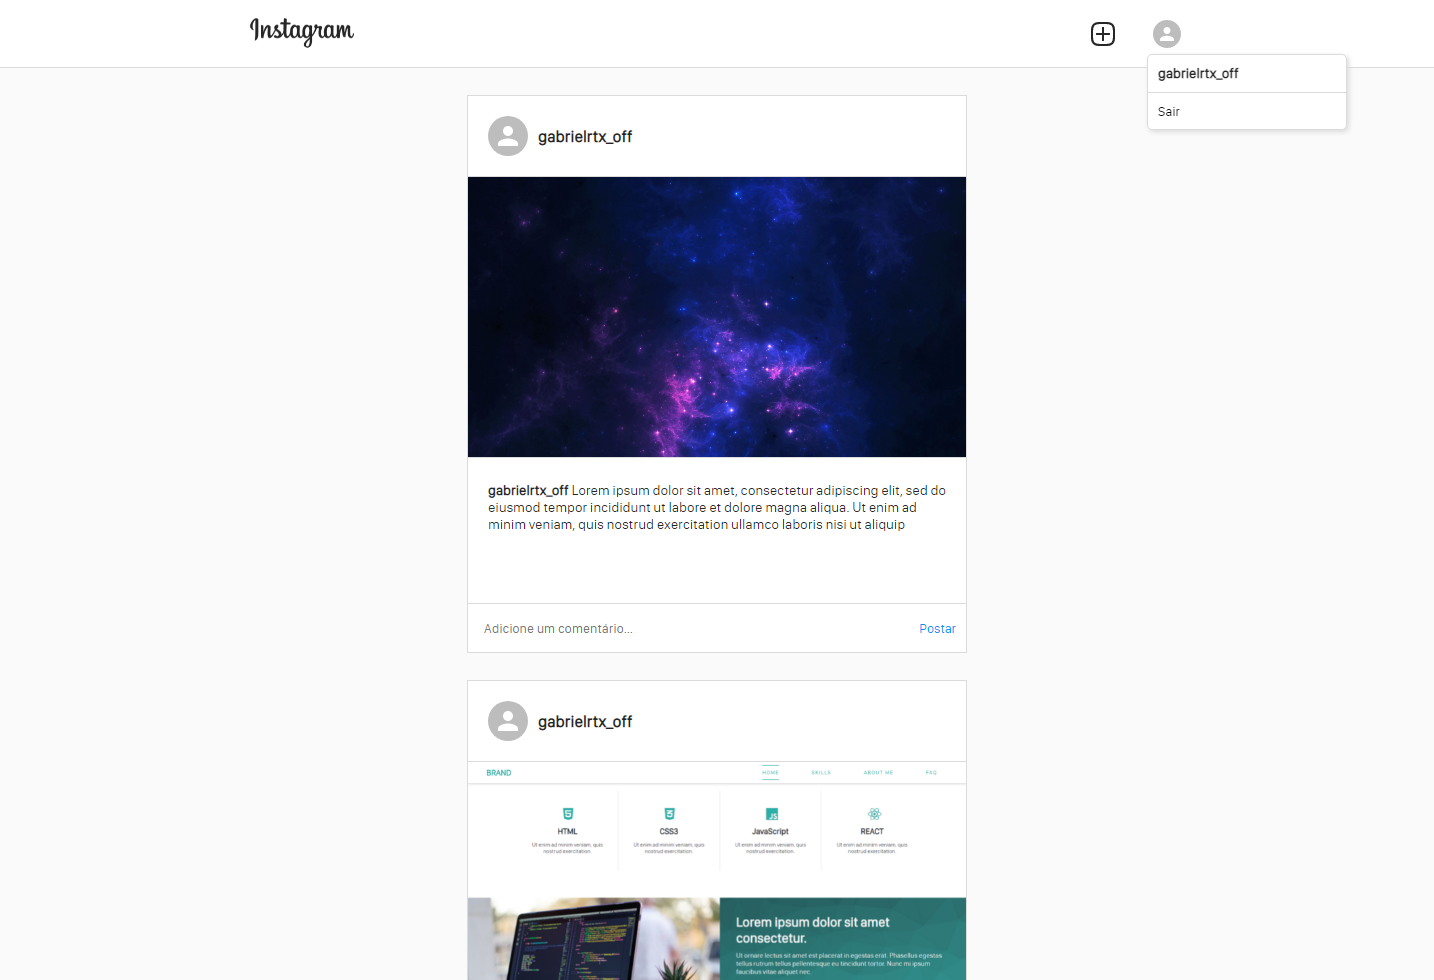 Instagram
gabrielrtx_off
Sair
gabrielrtx_off
gabrielrtx_off Lorem ipsum dolor sit amet, consectetur adipiscing elit, sed do
eiusmod tempor incididunt ut labore et dolore magna aliqua. Ut enim ad
minim veniam, quis nostrud exercitation ullamco laboris nisi ut aliquip
Adicione um comentário...
Postar
gabrielrtx_off
BRAND
HOME
SKILLS
ABOUT ME
FAQ
HTML
Ut enim ad minim veniam, quis
nostrud exercitation.
CSS3
Ut enim ad minim veniam, quis
nostrud exercitation.
JS
JavaScript
Ut enim ad minim veniam, quis
nostrud exercitation.
REACT
Ut enim ad minim veniam, quis
nostrud exercitation
Lorem ipsum dolor sit amet
consectetur.
Ut ornare lectus sit amet est placerat in egestas erat. Phasellus egestas
tellus rutrum tellus pellentesque eu tincidunt tortor. Nunc mi ipsum
faucibus vitae aliquet nec.